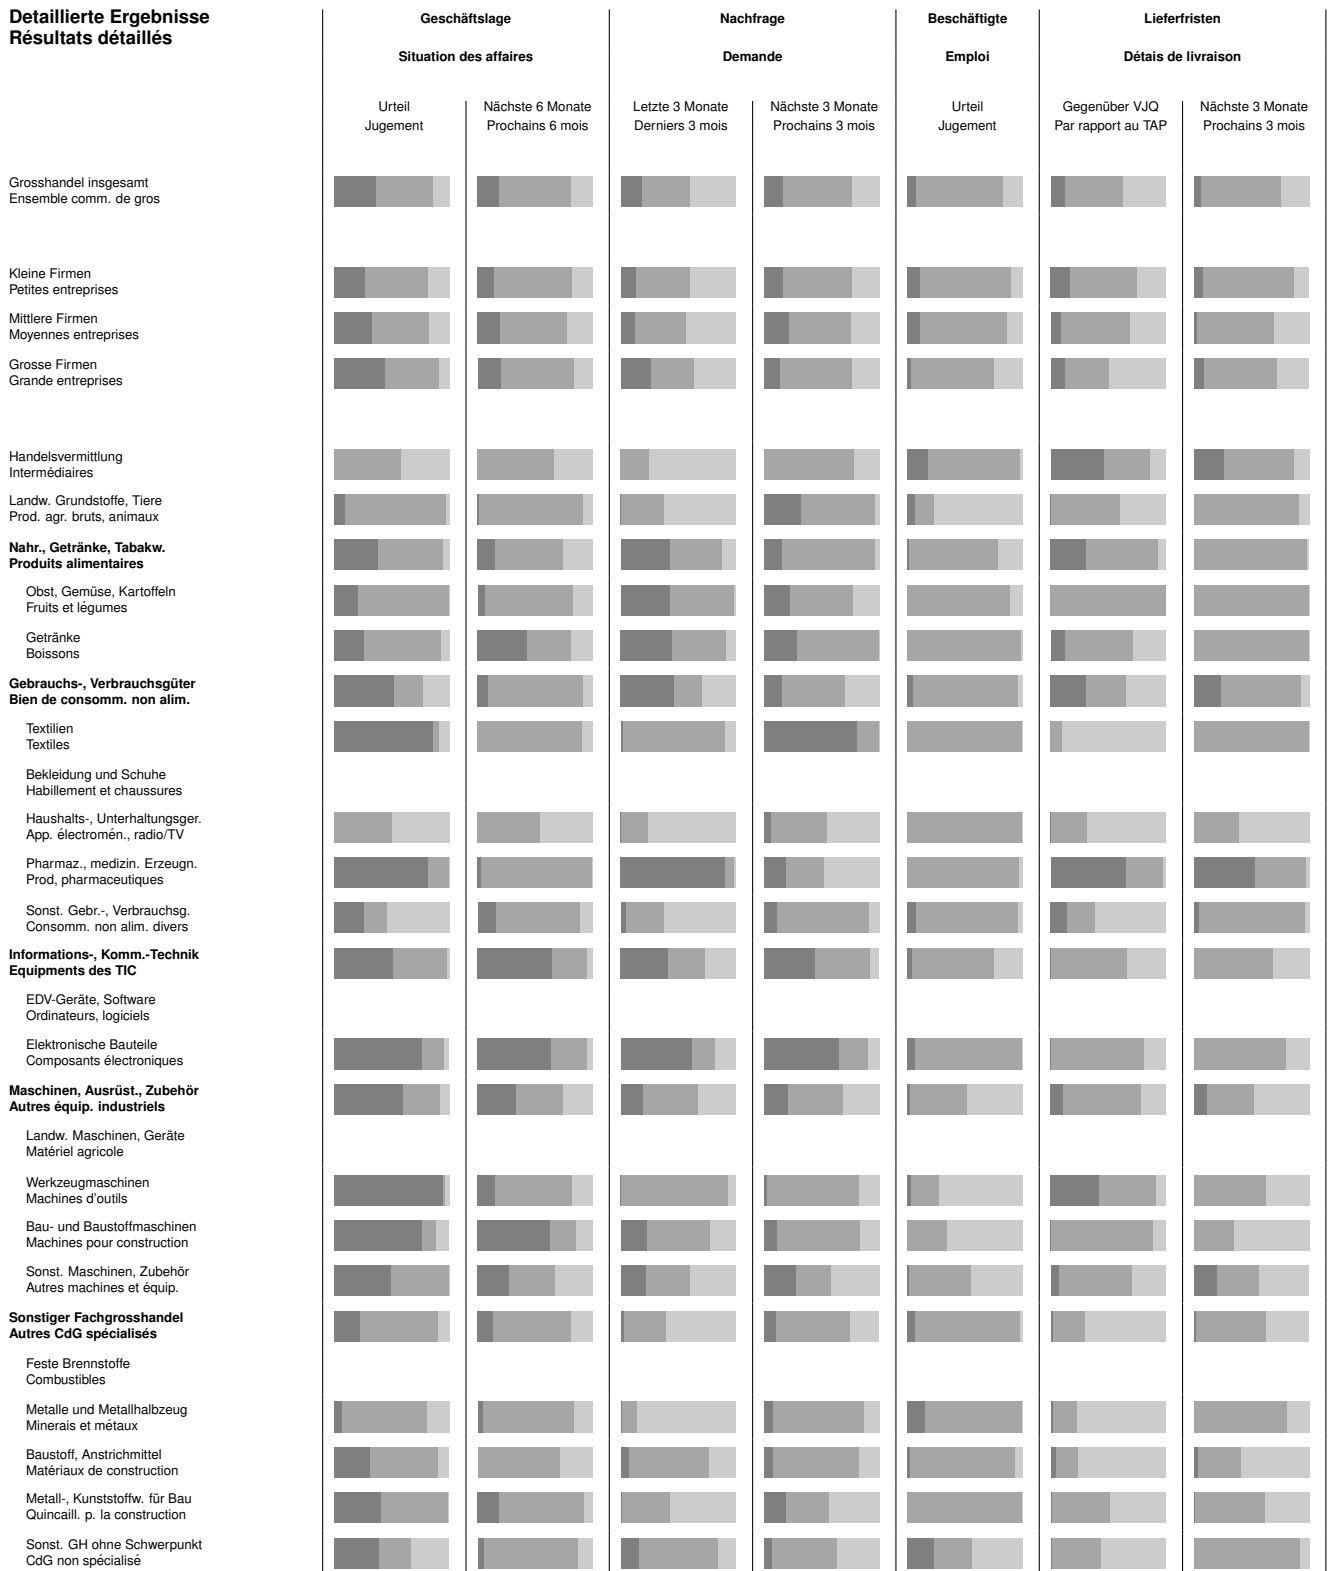 Detaillierte Ergebnisse
Résultats détaillés
Geschäftslage
Nachfrage
Beschäftigte
Lieferfristen
Situation des affaires
Demande
Emploi
Détais de livraison
Urteil
Nächste 6 Monate
Letzte 3 Monate
Nächste 3 Monate
Urteil
Gegenüber VJQ
Nächste 3 Monate
Jugement
Prochains 6 mois
Derniers 3 mois
Prochains 3 mois
Jugement
Par rapport au TAP
Prochains 3 mois
Grosshandel insgesamt
Ensemble comm. de gros
Kleine Firmen
Petites entreprises
Mittlere Firmen
Moyennes entreprises
Grosse Firmen
Grande entreprises
Handelsvermittlung
Intermédiaires
Landw. Grundstoffe, Tiere
Prod. agr. bruts, animaux
Nahr., Getränke, Tabakw.
Produits alimentaires
Obst, Gemüse, Kartoffeln
Fruits et légumes
Getränke
Boissons
Gebrauchs-, Verbrauchsgüter
Bien de consomm. non alim.
Textilien
Textiles
Bekleidung und Schuhe
Habillement et chaussures
Haushalts-, Unterhaltungsger.
App. électromén., radio/TV
Pharmaz., medizin. Erzeugn.
Prod, pharmaceutiques
Sonst. Gebr.-, Verbrauchsg.
Consomm. non alim. divers
Informations-, Komm.-Technik
Equipments des TIC
EDV-Geräte, Software
Ordinateurs, logiciels
Elektronische Bauteile
Composants électroniques
Maschinen, Ausrüst., Zubehör
Autres équip. industriels
Landw. Maschinen, Geräte
Matériel agricole
Werkzeugmaschinen
Machines d'outils
Bau- und Baustoffmaschinen
Machines pour construction
Sonst. Maschinen, Zubehör
Autres machines et équip.
Sonstiger Fachgrosshandel
Autres CdG spécialisés
Feste Brennstoffe
Combustibles
Metalle und Metallhalbzeug
Minerais et métaux
Baustoff, Anstrichmittel
Matériaux de construction
Metall-, Kunststoffw. für Bau
Quincaill. p. la construction
Sonst. GH ohne Schwerpunkt
CdG non spécialisé